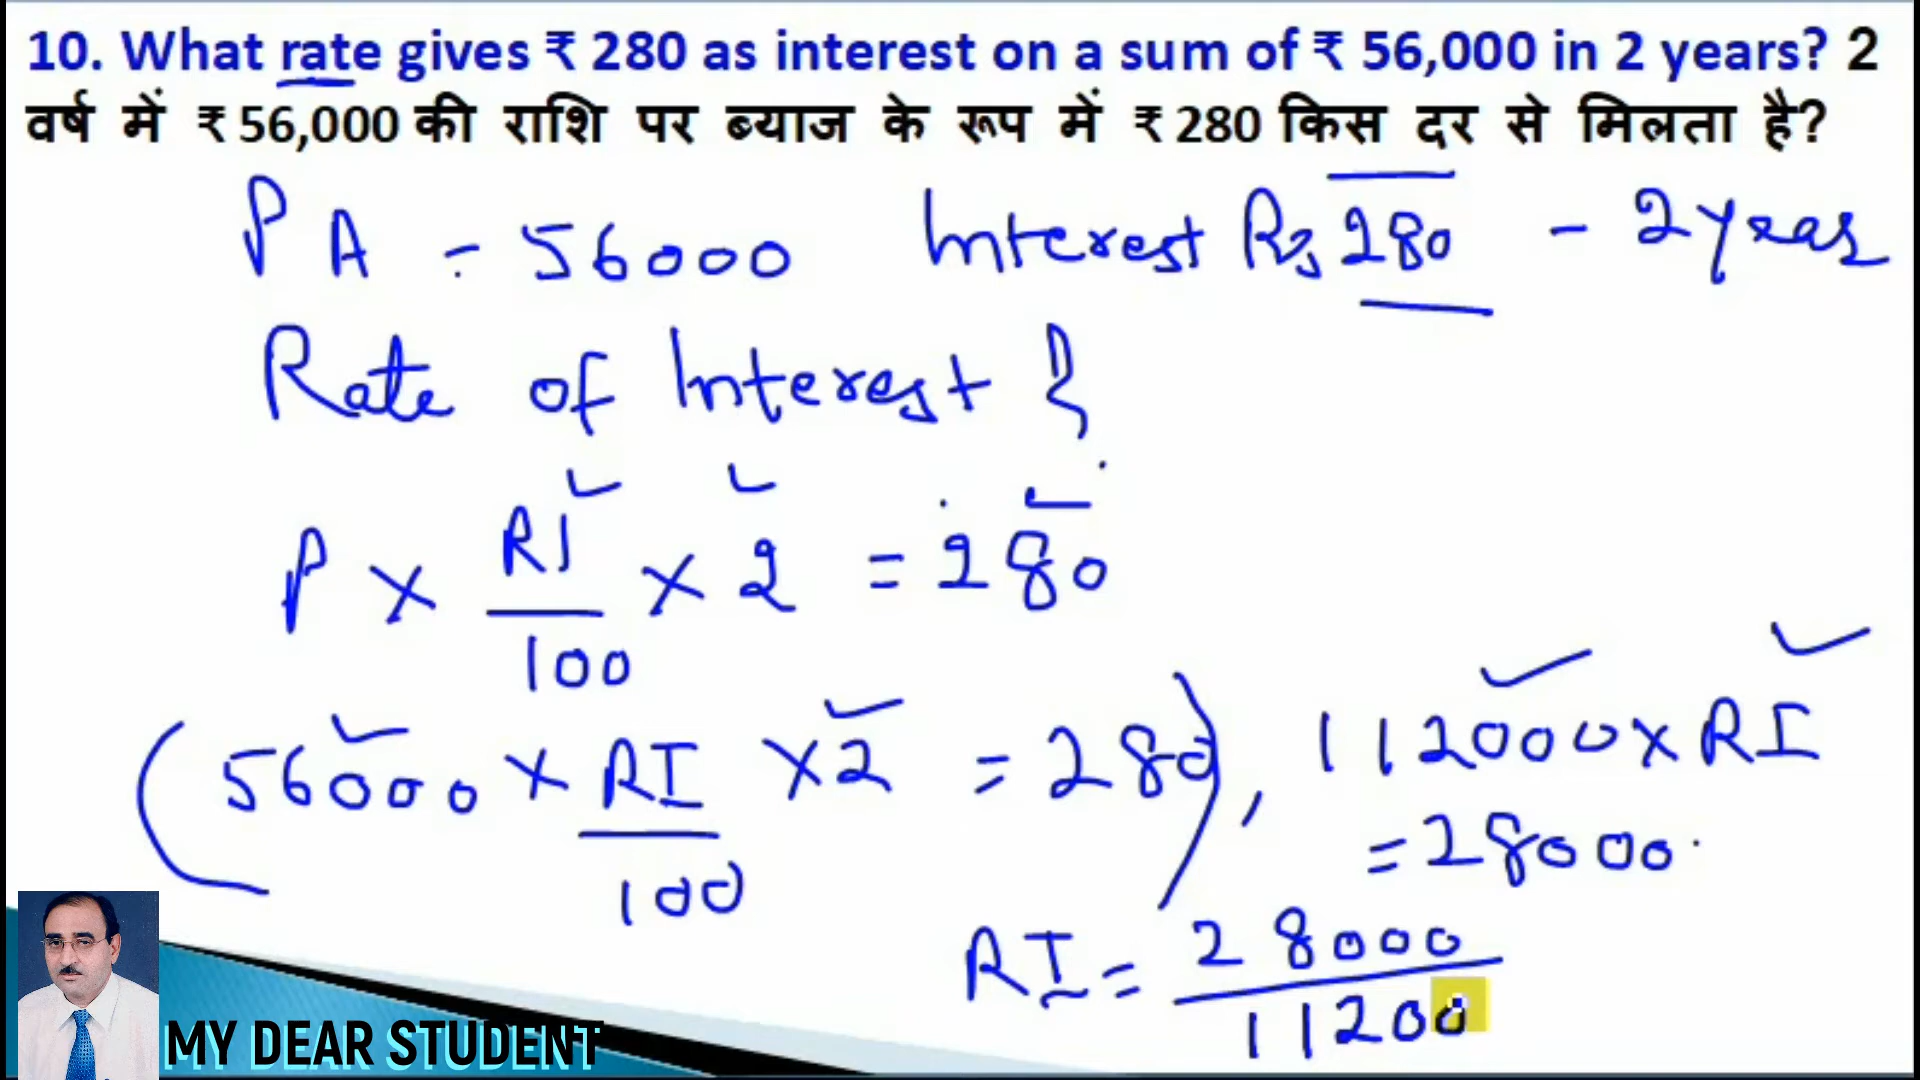 10. What rate gives ₹ 280 as interest on a sum of ₹ 56,000 in 2 years? 2
वर्ष में ₹ 56,000 की राशि पर ब्याज के रूप में ₹ 280 किस दर से मिलता है?
P A - 56000 Interest Rs 280 - 2 years
Rate of Interest ?
P × RI/100 × 2 = 280
(56000 × RI/100 × 2 = 280), 112000 × RI
= 28000
RI = 28000/11200
MY DEAR STUDENT